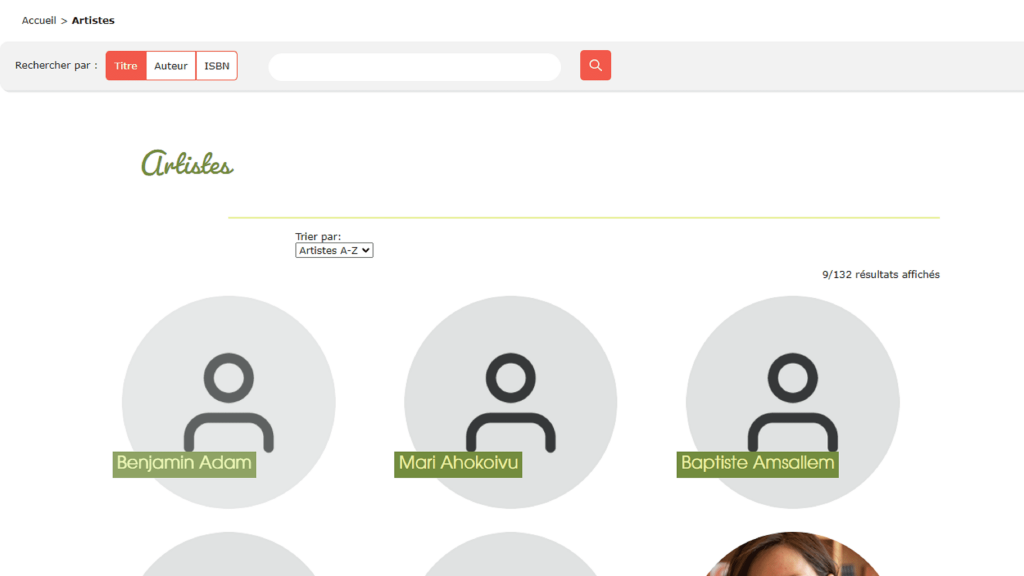 Accueil > Artistes
Rechercher par : Titre Auteur ISBN
Artistes
Trier par:
Artistes A-Z
9/132 résultats affichés
Benjamin Adam Mari Ahokoivu Baptiste Amsallem